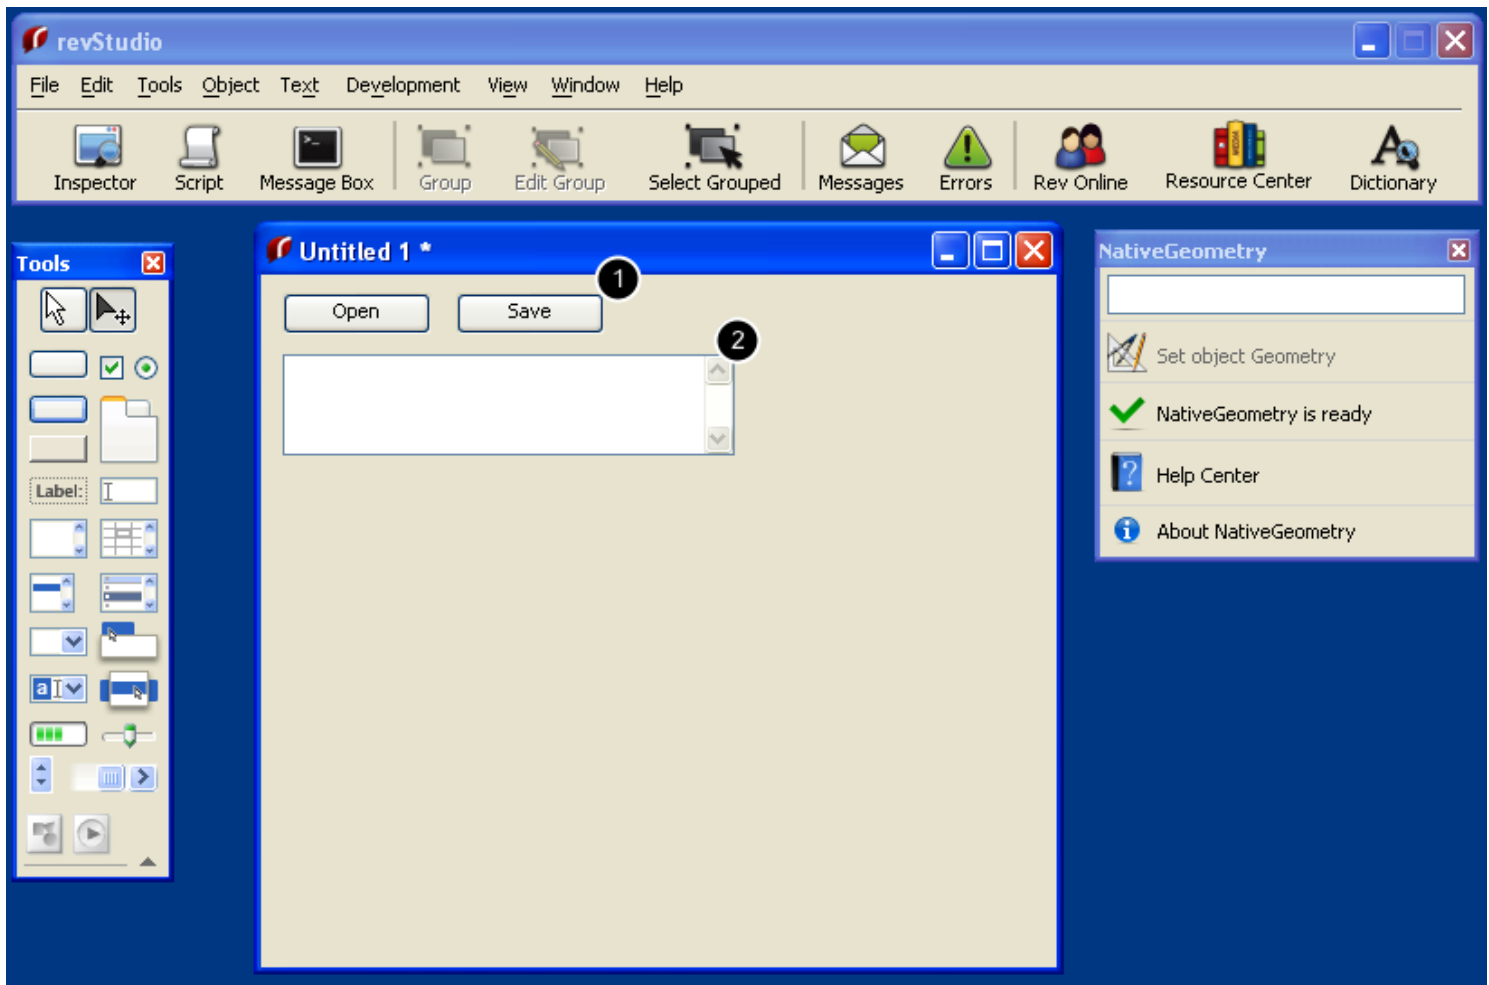 revStudio
File Edit Tools Object Text Development View Window Help
Inspector Script Message Box Group Edit Group Select Grouped Messages Errors Rev Online Resource Center Dictionary
Tools
Label:
a
Untitled 1 *
1
Open Save
2
NativeGeometry
Set object Geometry
NativeGeometry is ready
? Help Center
i About NativeGeometry